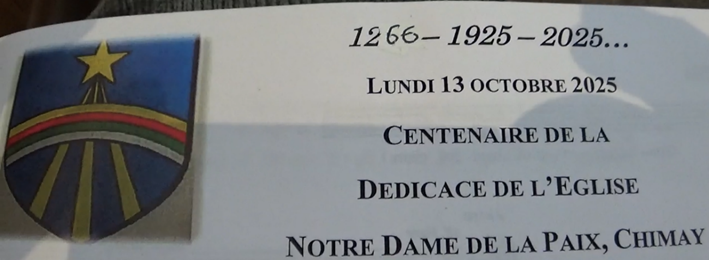 1266 – 1925 – 2025...
LUNDI 13 OCTOBRE 2025
CENTENAIRE DE LA
DEDICACE DE L'EGLISE
NOTRE DAME DE LA PAIX, CHIMAY